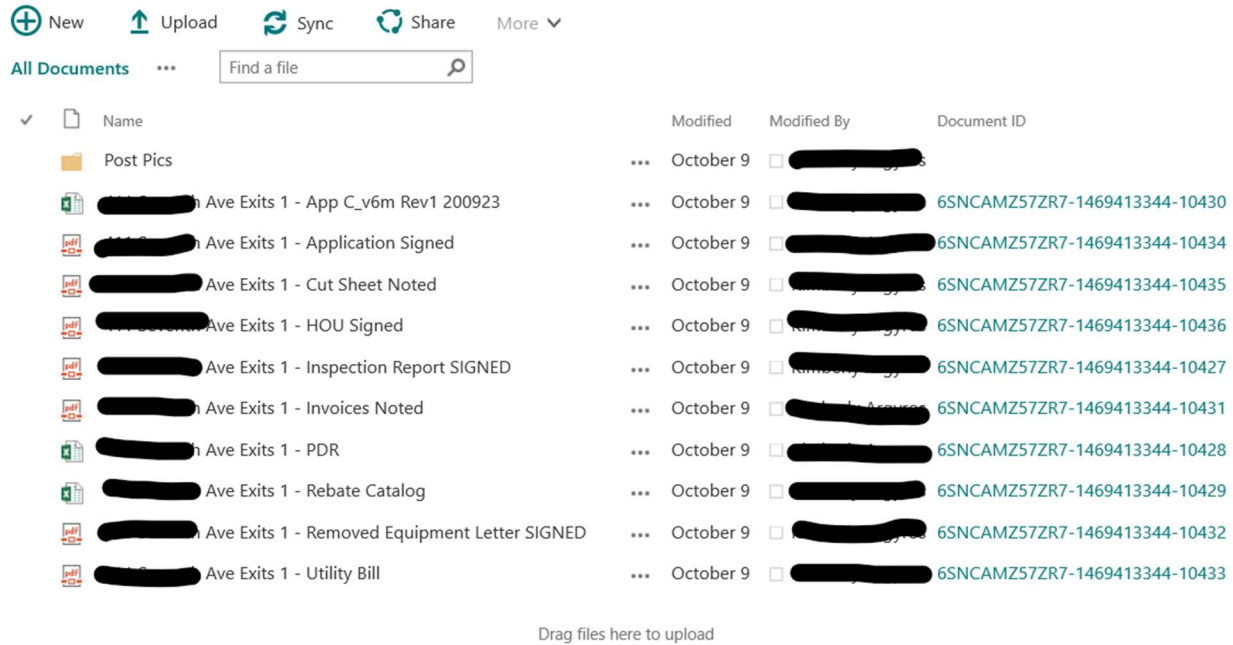 New Upload Sync Share More
All Documents ... Find a file
Name Modified Modified By Document ID
Post Pics ... October 9
Ave Exits 1 - App C_v6m Rev1 200923 ... October 9 6SNCAMZ57ZR7-1469413344-10430
Ave Exits 1 - Application Signed ... October 9 6SNCAMZ57ZR7-1469413344-10434
Ave Exits 1 - Cut Sheet Noted ... October 9 6SNCAMZ57ZR7-1469413344-10435
Ave Exits 1 - HOU Signed ... October 9 6SNCAMZ57ZR7-1469413344-10436
Ave Exits 1 - Inspection Report SIGNED ... October 9 6SNCAMZ57ZR7-1469413344-10427
Ave Exits 1 - Invoices Noted ... October 9 6SNCAMZ57ZR7-1469413344-10431
Ave Exits 1 - PDR ... October 9 6SNCAMZ57ZR7-1469413344-10428
Ave Exits 1 - Rebate Catalog ... October 9 6SNCAMZ57ZR7-1469413344-10429
Ave Exits 1 - Removed Equipment Letter SIGNED ... October 9 6SNCAMZ57ZR7-1469413344-10432
Ave Exits 1 - Utility Bill ... October 9 6SNCAMZ57ZR7-1469413344-10433
Drag files here to upload